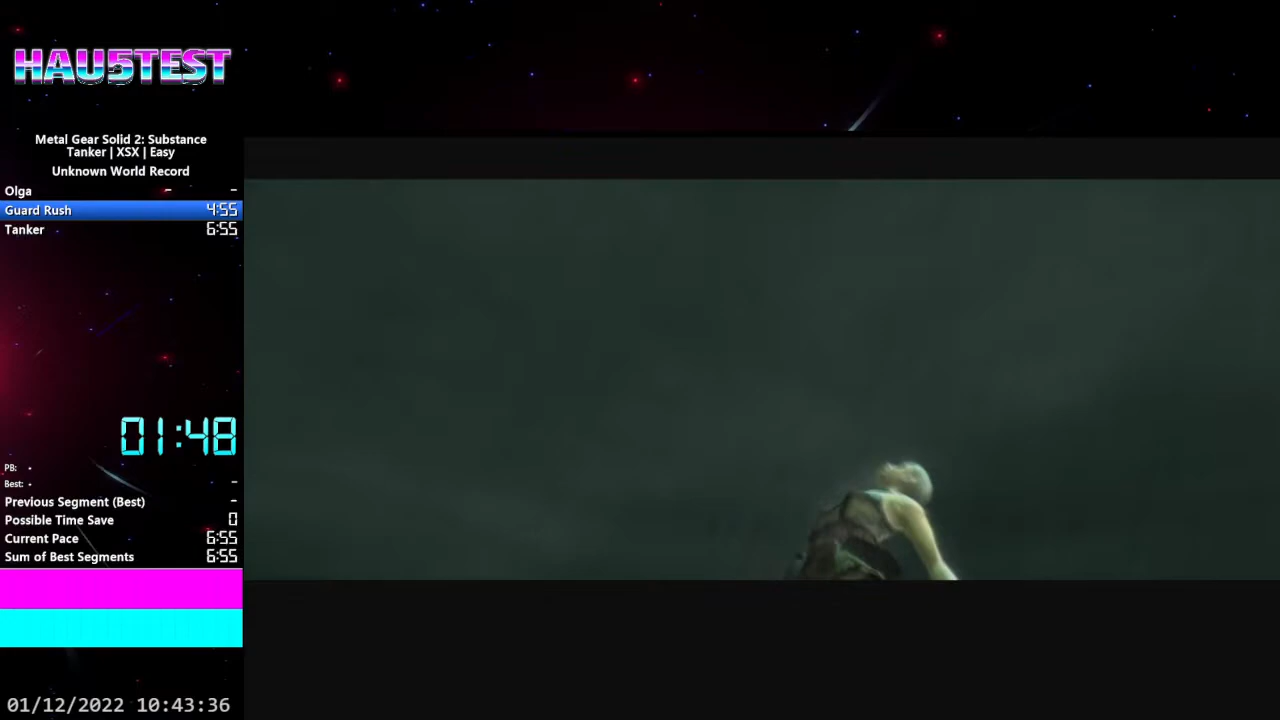 HAU5TEST
Metal Gear Solid 2: Substance
Tanker | XSX | Easy
Unknown World Record
Olga – –
Guard Rush 4:55
Tanker 6:55
01:48
PB: -
Best: - –
Previous Segment (Best) –
Possible Time Save 0
Current Pace 6:55
Sum of Best Segments 6:55
01/12/2022 10:43:36